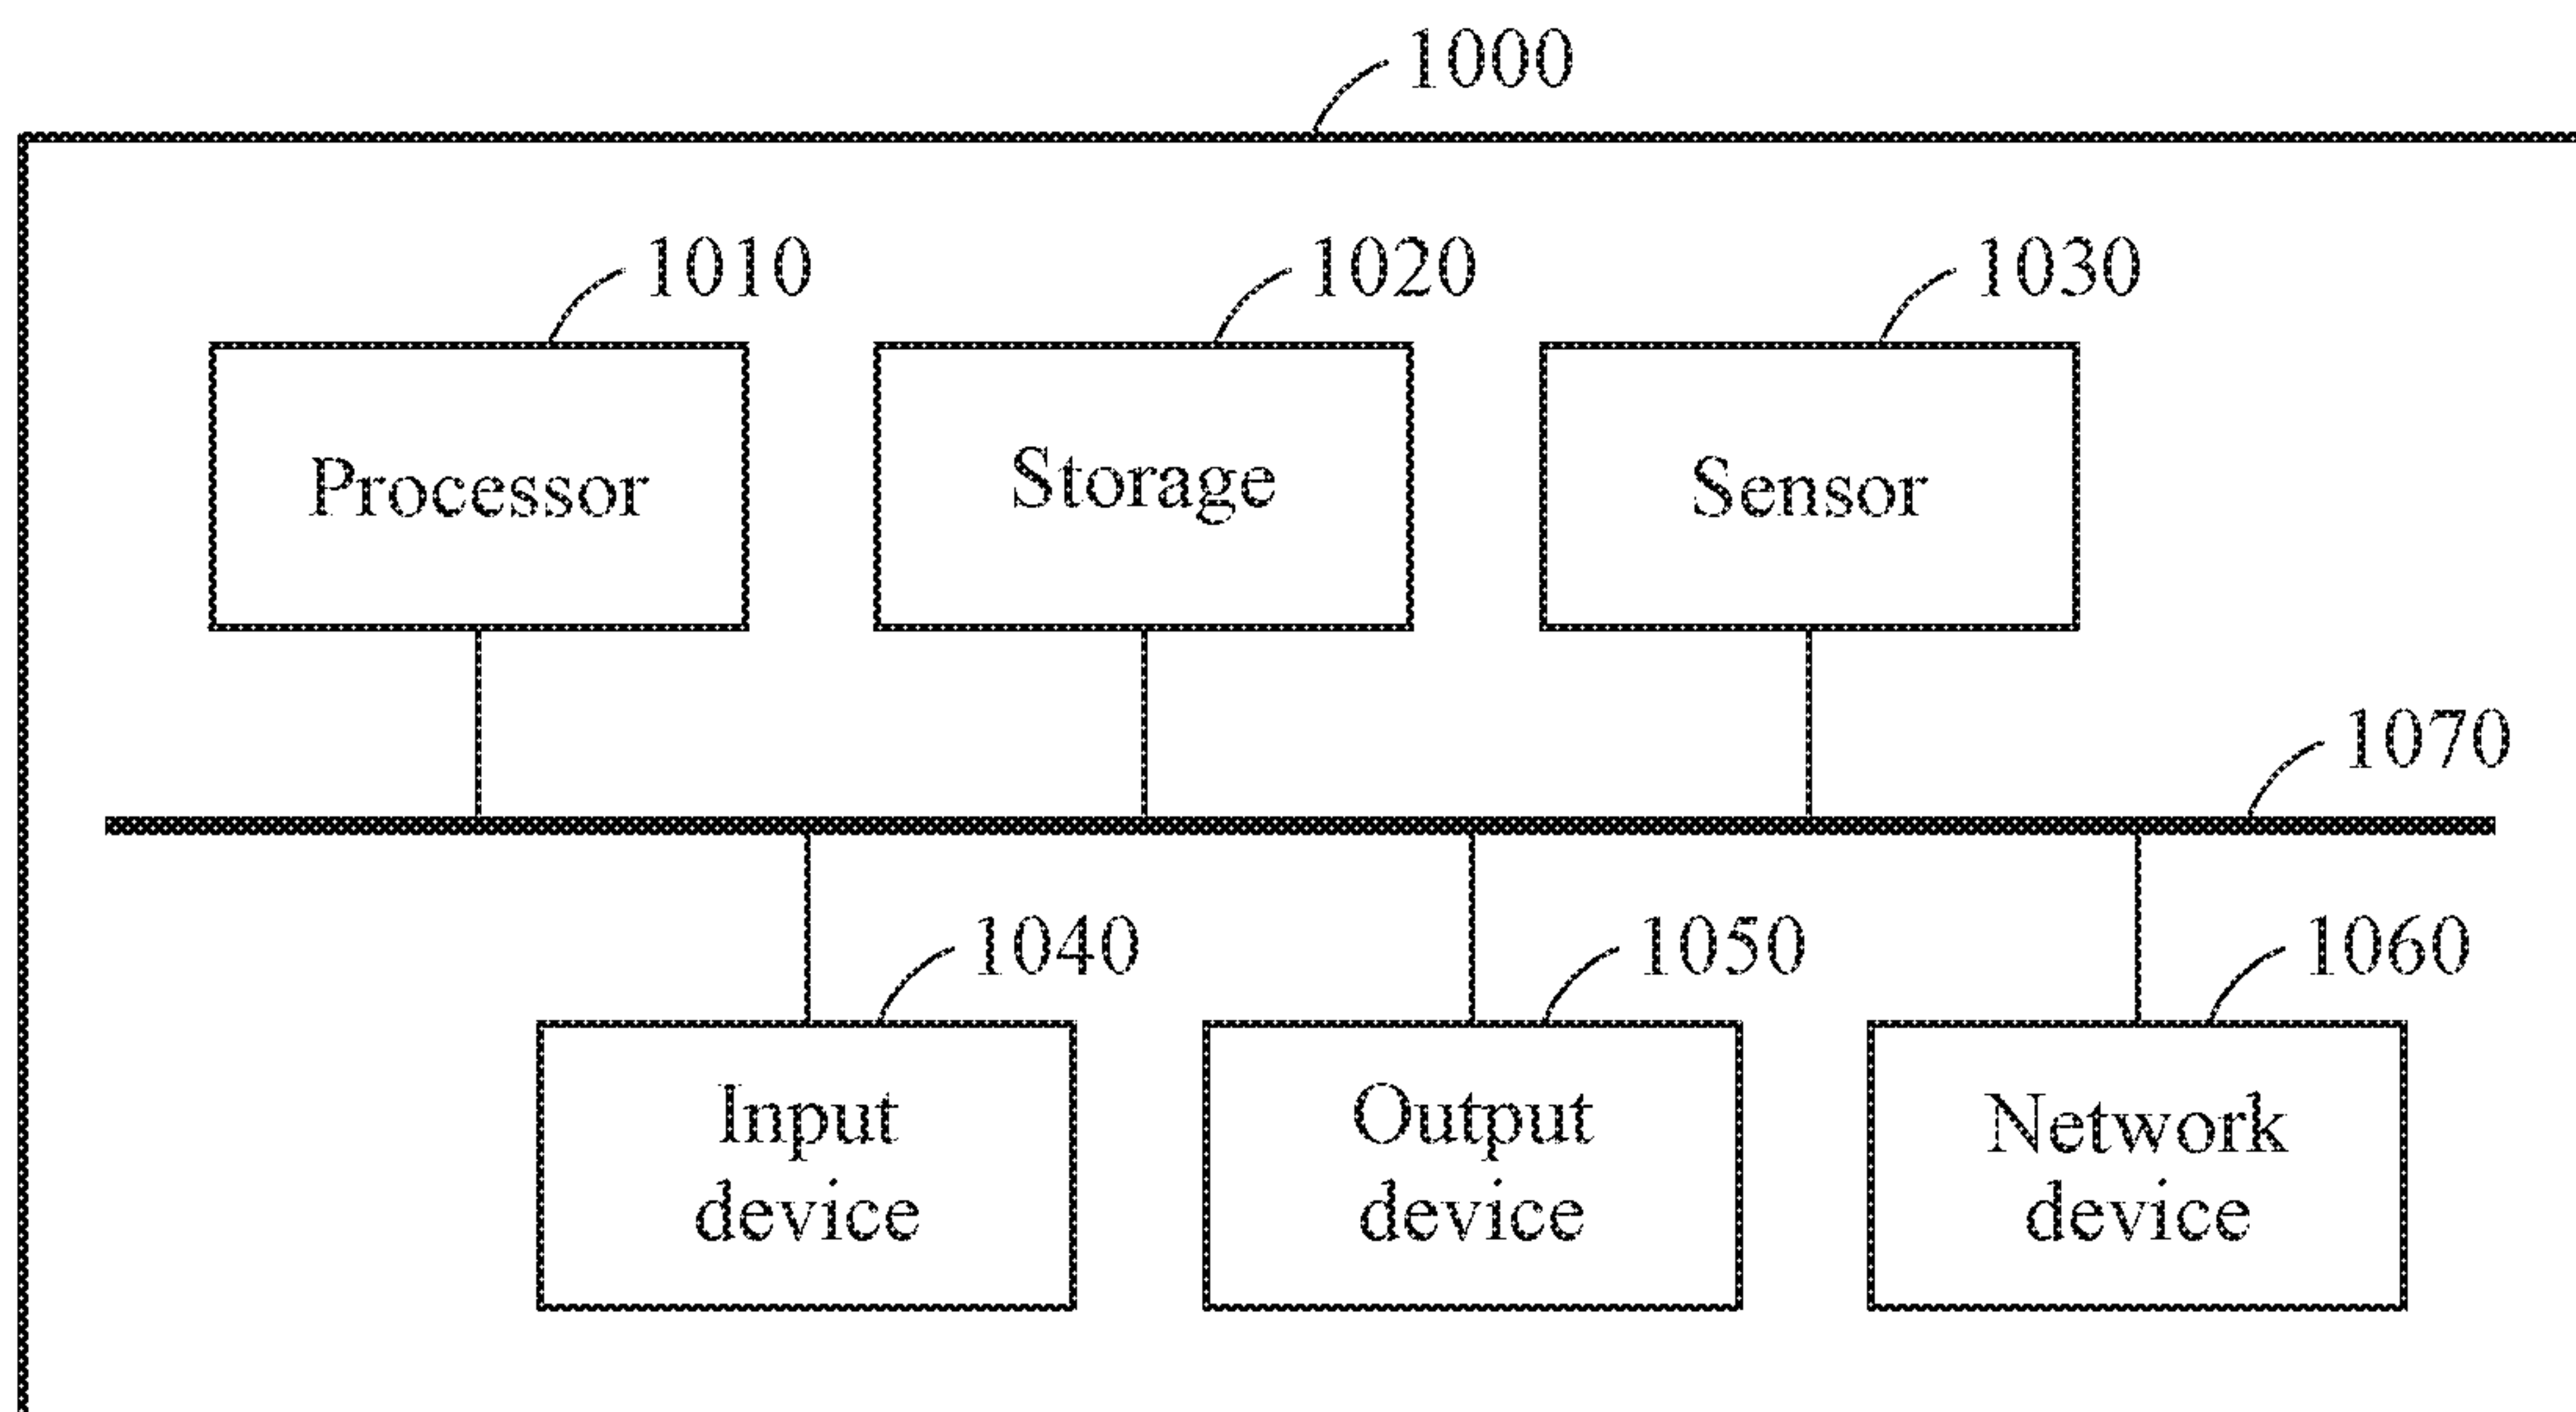 1000
1010
1020
1030
Processor
Storage
Sensor
1070
1040
1050
1060
Input
device
Output
device
Network
device